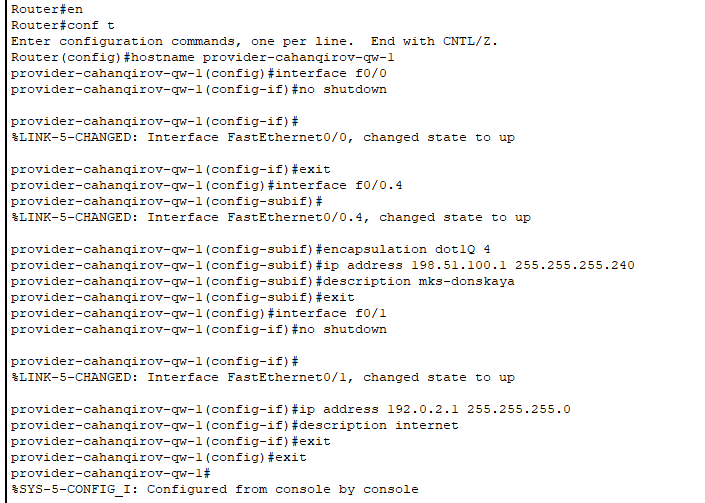 Router#en
Router#conf t
Enter configuration commands, one per line.  End with CNTL/Z.
Router(config)#hostname provider-cahanqirov-qw-1
provider-cahanqirov-qw-1(config)#interface f0/0
provider-cahanqirov-qw-1(config-if)#no shutdown
provider-cahanqirov-qw-1(config-if)#
%LINK-5-CHANGED: Interface FastEthernet0/0, changed state to up
provider-cahanqirov-qw-1(config-if)#exit
provider-cahanqirov-qw-1(config)#interface f0/0.4
provider-cahanqirov-qw-1(config-subif)#
%LINK-5-CHANGED: Interface FastEthernet0/0.4, changed state to up
provider-cahanqirov-qw-1(config-subif)#encapsulation dot1Q 4
provider-cahanqirov-qw-1(config-subif)#ip address 198.51.100.1 255.255.255.240
provider-cahanqirov-qw-1(config-subif)#description mks-donskaya
provider-cahanqirov-qw-1(config-subif)#exit
provider-cahanqirov-qw-1(config)#interface f0/1
provider-cahanqirov-qw-1(config-if)#no shutdown
provider-cahanqirov-qw-1(config-if)#
%LINK-5-CHANGED: Interface FastEthernet0/1, changed state to up
provider-cahanqirov-qw-1(config-if)#ip address 192.0.2.1 255.255.255.0
provider-cahanqirov-qw-1(config-if)#description internet
provider-cahanqirov-qw-1(config-if)#exit
provider-cahanqirov-qw-1(config)#exit
provider-cahanqirov-qw-1#
%SYS-5-CONFIG_I: Configured from console by console